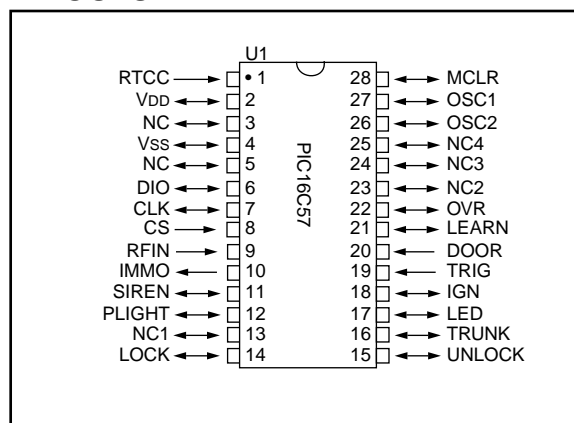 U1
RTCC 1 28 MCLR
VDD 2 27 OSC1
NC 3 26 OSC2
VSS 4 25 NC4
NC 5 24 NC3
DIO 6 23 NC2
CLK 7 22 OVR
CS 8 21 LEARN
RFIN 9 20 DOOR
IMMO 10 19 TRIG
SIREN 11 18 IGN
PLIGHT 12 17 LED
NC1 13 16 TRUNK
LOCK 14 15 UNLOCK
PIC16C57